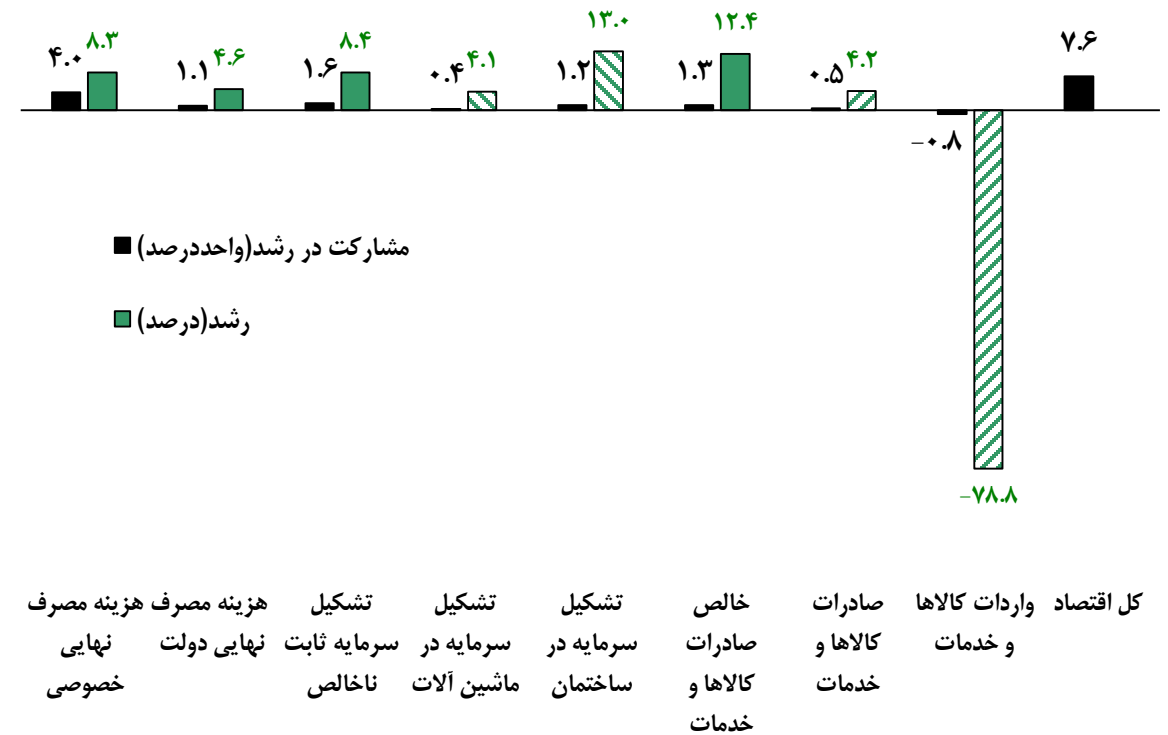 ۴.۰
۸.۳
۱.۱
۴.۶
۱.۶
۸.۴
۰.۴
۴.۱
۱.۲
۱۳.۰
۱.۳
۱۲.۴
۰.۵
۴.۲
-۰.۸
-۷۸.۸
۷.۶
مشارکت در رشد(واحددرصد)
رشد(درصد)
هزینه مصرف
نهایی
خصوصی
هزینه مصرف
نهایی دولت
تشکیل
سرمایه ثابت
ناخالص
تشکیل
سرمایه در
ماشین آلات
تشکیل
سرمایه در
ساختمان
خالص
صادرات
کالاها و
خدمات
صادرات
کالاها و
خدمات
واردات کالاها
و خدمات
کل اقتصاد